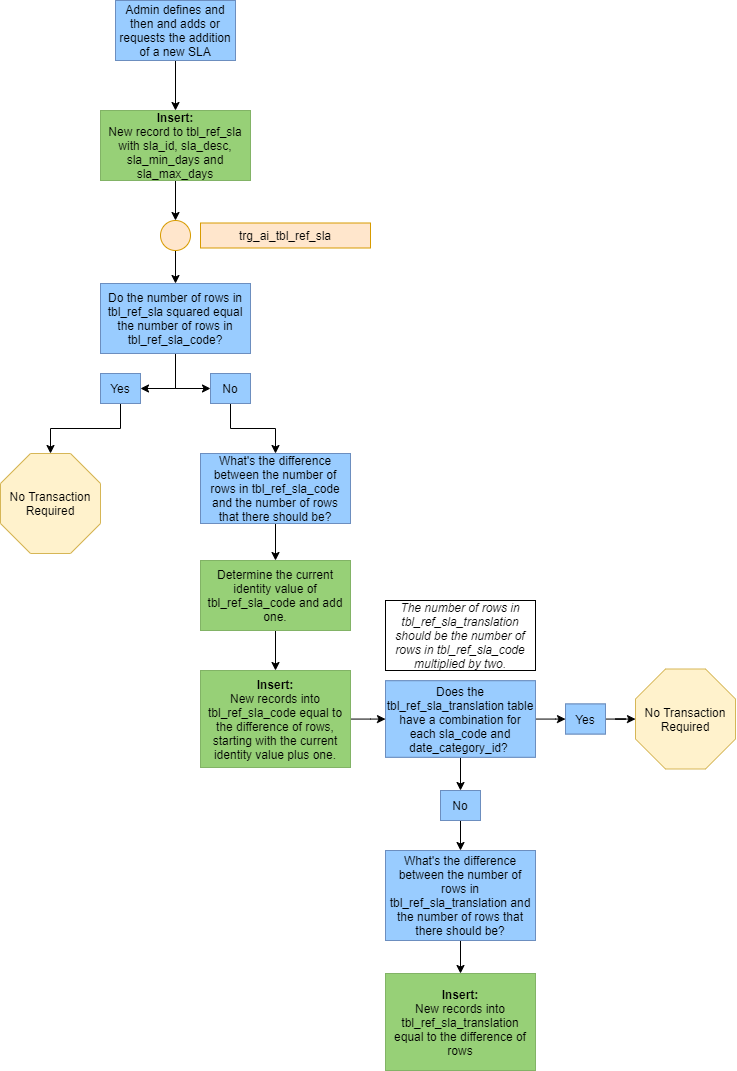 Admin defines and
then and adds or
requests the addition
of a new SLA
Insert:
New record to tbl_ref_sla
with sla_id, sla_desc,
sla_min_days and
sla_max_days
trg_ai_tbl_ref_sla
Do the number of rows in
tbl_ref_sla squared equal
the number of rows in
tbl_ref_sla_code?
Yes
No
No Transaction
Required
What's the difference
between the number of
rows in tbl_ref_sla_code
and the number of rows
that there should be?
Determine the current
identity value of
tbl_ref_sla_code and add
one.
Insert:
New records into
tbl_ref_sla_code equal to
the difference of rows,
starting with the current
identity value plus one.
The number of rows in
tbl_ref_sla_translation
should be the number of
rows in tbl_ref_sla_code
multiplied by two.
Does the
tbl_ref_sla_translation table
have a combination for
each sla_code and
date_category_id?
Yes
No Transaction
Required
No
What's the difference
between the number of
rows in
tbl_ref_sla_translation and
the number of rows that
there should be?
Insert:
New records into
tbl_ref_sla_translation
equal to the difference of
rows